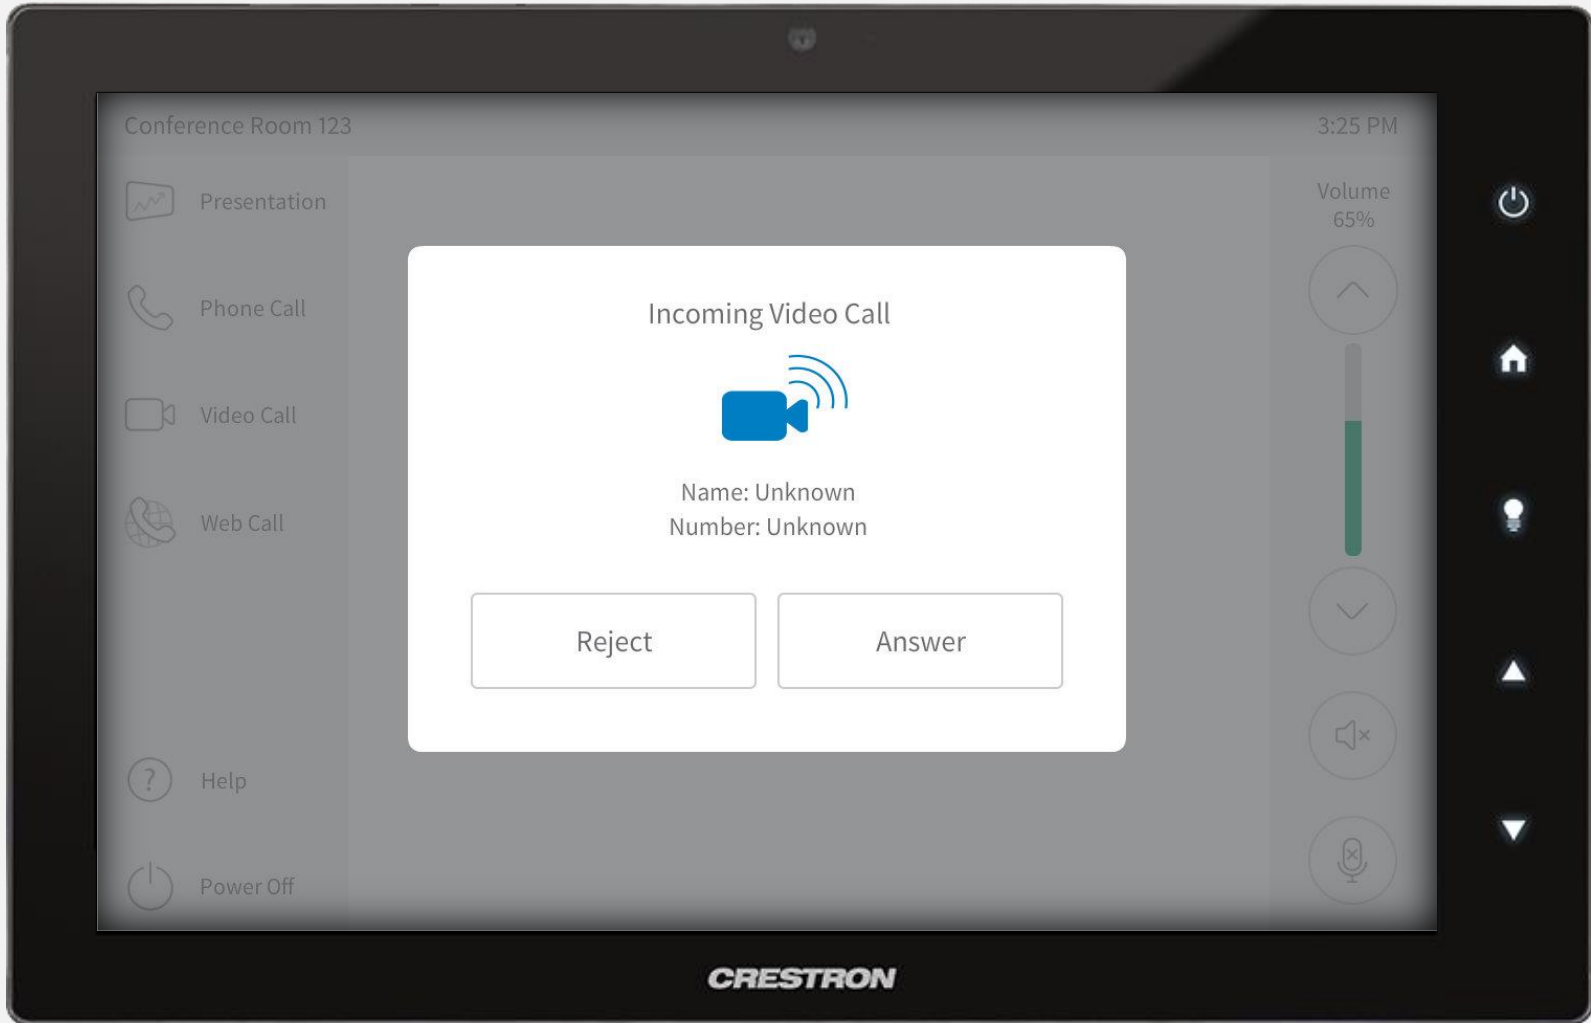 Conference Room 123
3:25 PM
Presentation
Phone Call
Video Call
Web Call
Help
Power Off
Incoming Video Call
Name: Unknown
Number: Unknown
Reject
Answer
Volume
65%
CRESTRON